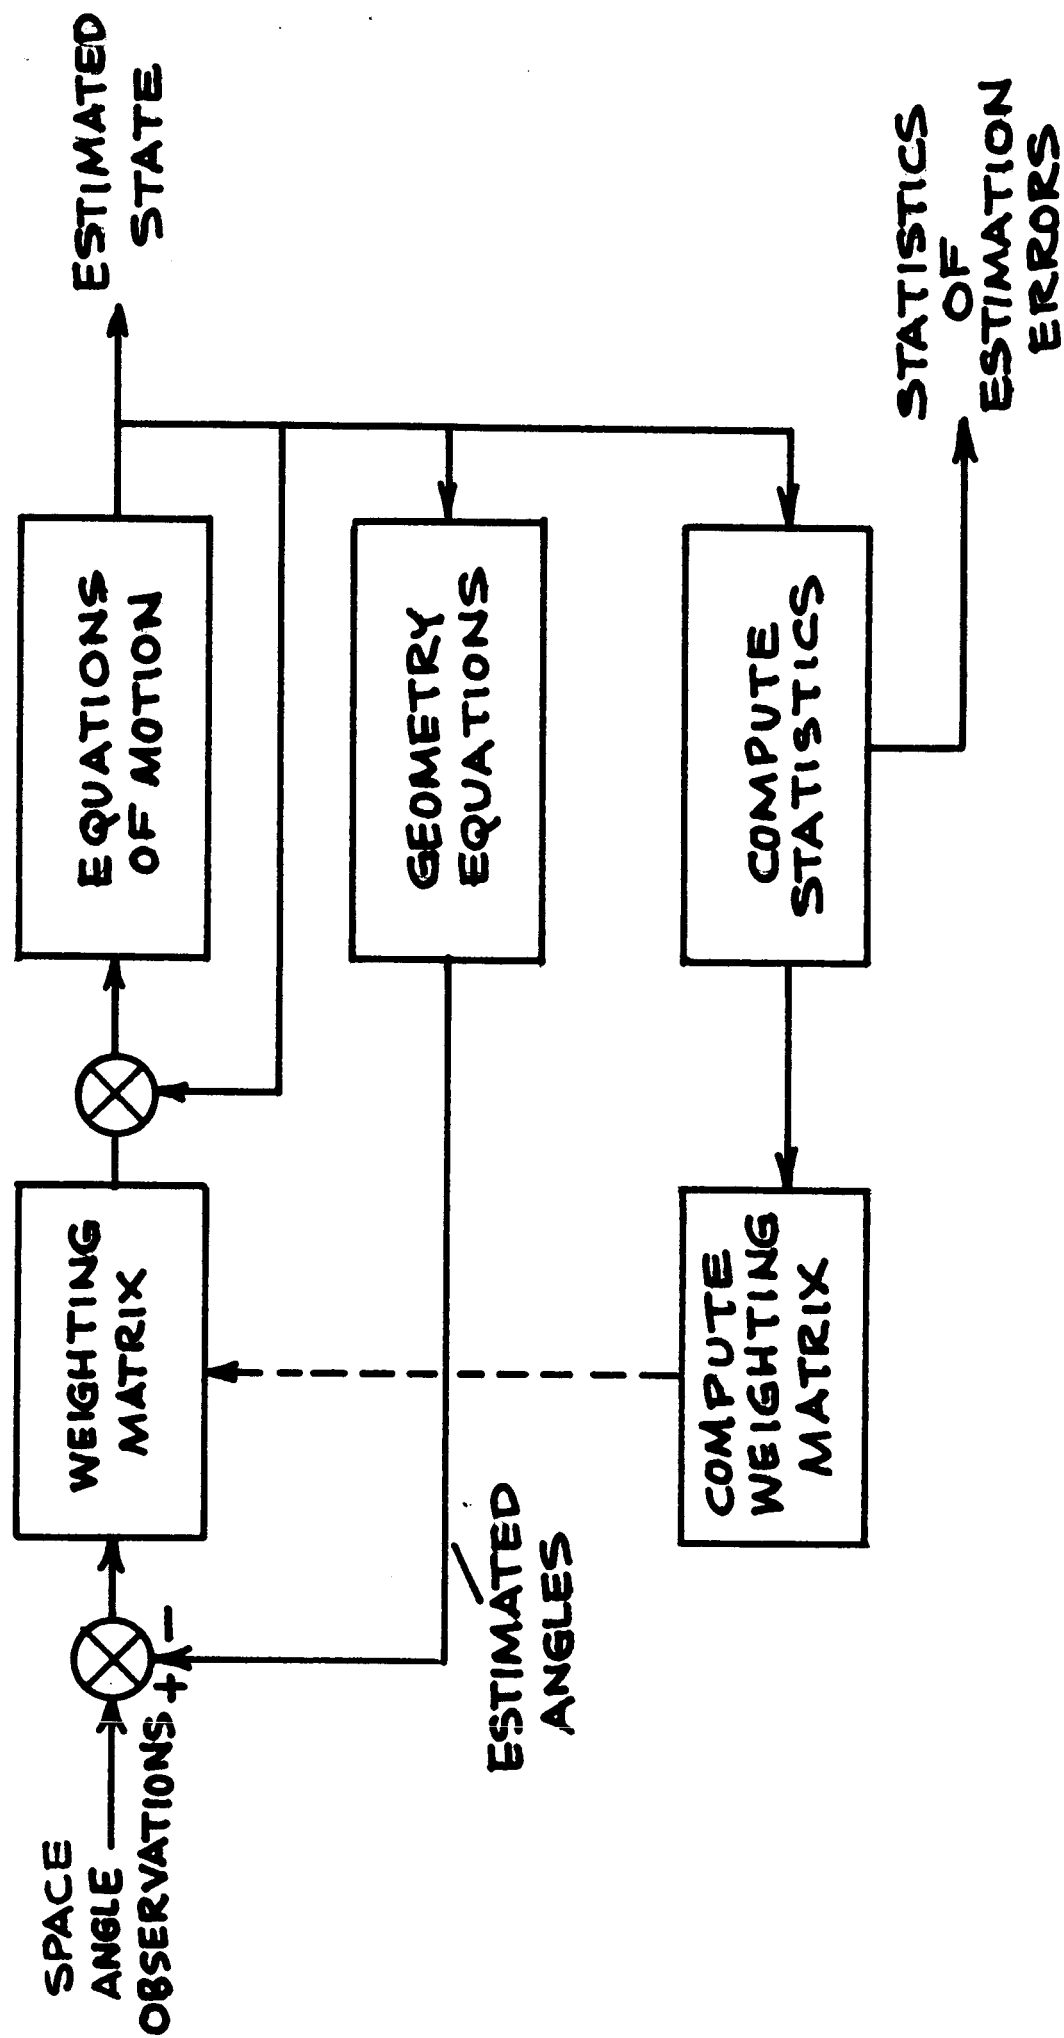 SPACE
ANGLE
OBSERVATIONS
+
-
WEIGHTING
MATRIX
EQUATIONS
OF MOTION
ESTIMATED
STATE
ESTIMATED
ANGLES
GEOMETRY
EQUATIONS
COMPUTE
WEIGHTING
MATRIX
COMPUTE
STATISTICS
STATISTICS
OF
ESTIMATION
ERRORS